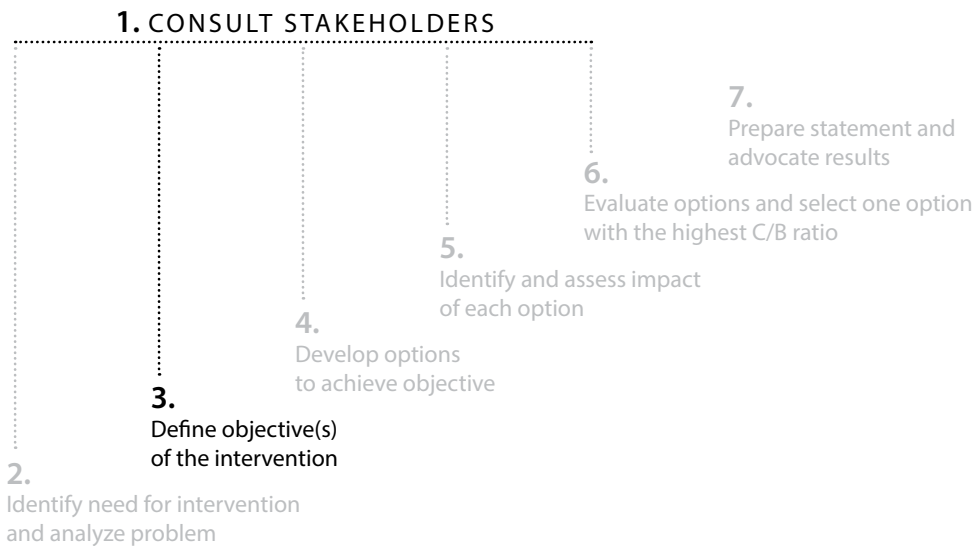 1. CONSULT STAKEHOLDERS
7.
Prepare statement and
advocate results
6.
Evaluate options and select one option
with the highest C/B ratio
5.
Identify and assess impact
of each option
4.
Develop options
to achieve objective
3.
Define objective(s)
of the intervention
2.
Identify need for intervention
and analyze problem